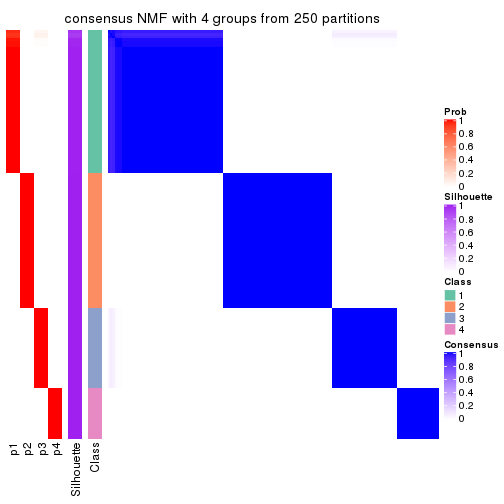 consensus NMF with 4 groups from 250 partitions
Prob
1
0.8
0.6
0.4
0.2
0
Silhouette
1
0.8
0.6
0.4
0.2
0
Class
1
2
3
4
Consensus
1
0.8
0.6
0.4
0.2
0
p1
p2
p3
p4
Silhouette
Class